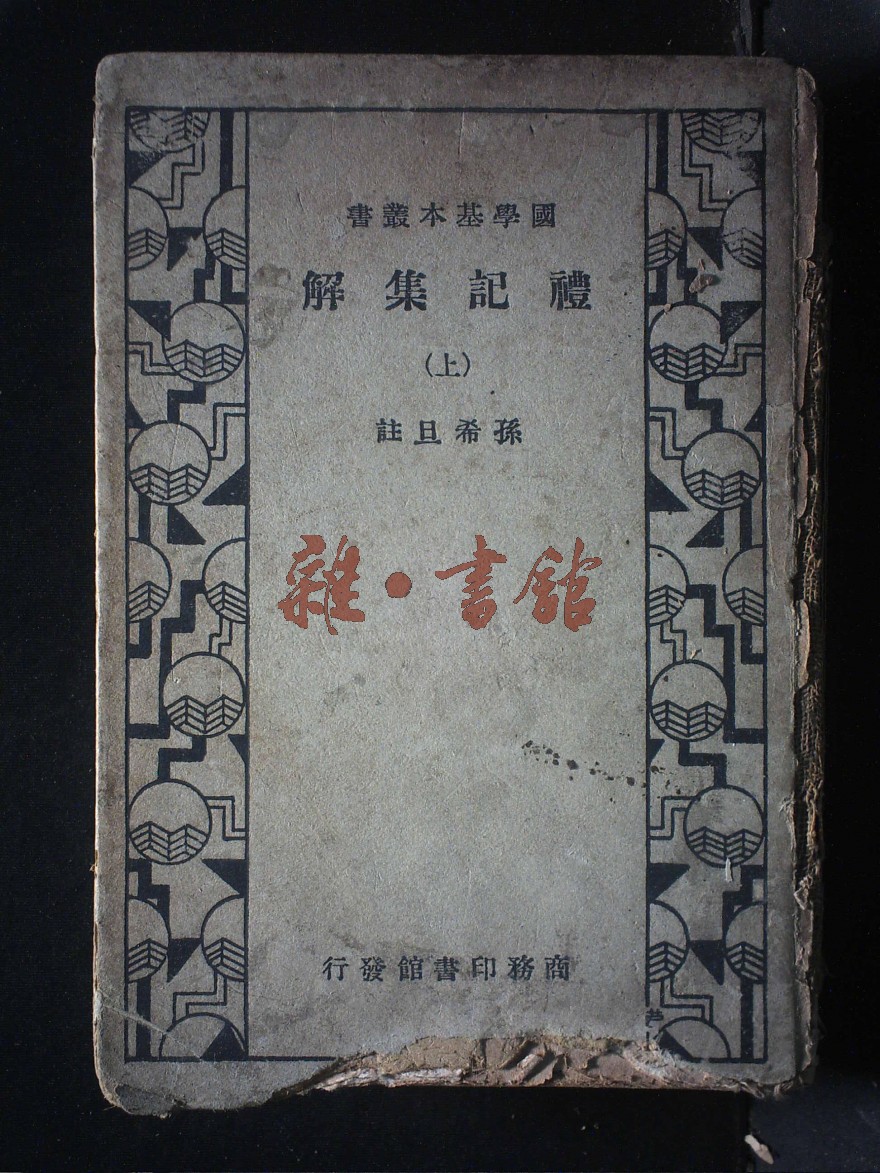 國學基本叢書
禮記集解
（上）
孫希旦註
雜·書館
商務印書館發行